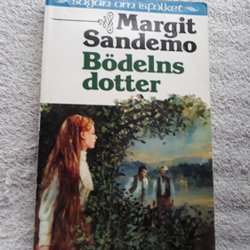 sagan om isfolket
Margit
Sandemo
Bödelns
dotter